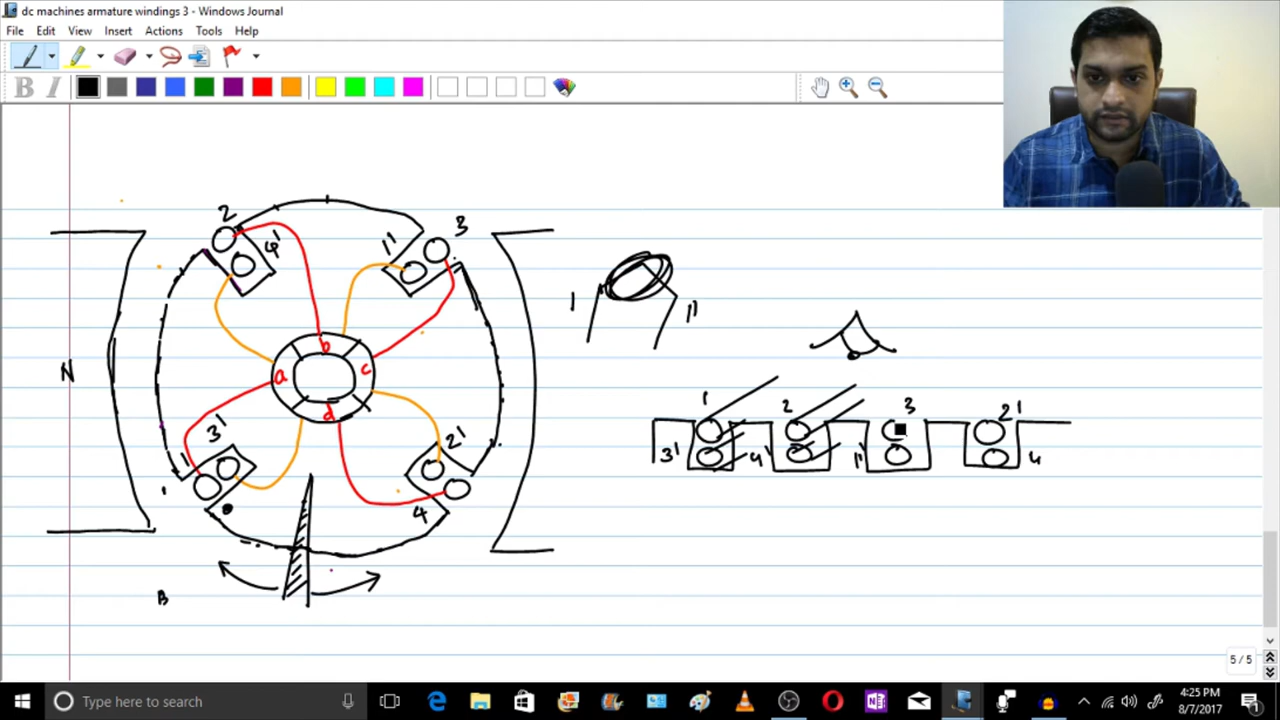 dc machines armature windings 3 - Windows Journal
File Edit View Insert Actions Tools Help
B I
2 3
4' 1'
1 1'
b
N a c
d
1 2 3 2'
3' 2'
3' 4' 1' 4
1
4
B
5 / 5
Type here to search
4:25 PM
8/7/2017